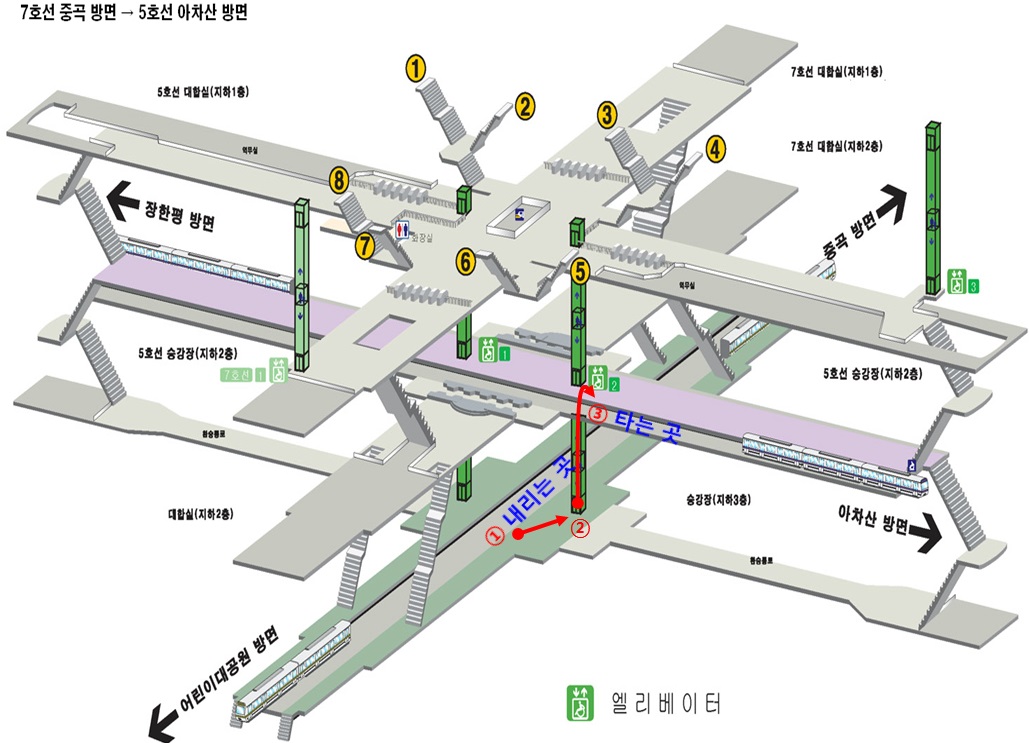 7호선 중곡 방면 → 5호선 아차산 방면
7호선 대합실(지하1층)
5호선 대합실(지하1층)
1
2
3
7호선 대합실(지하2층)
4
역무실
8
장한평 방면
중곡 방면
화장실
7
6
5
3
역무실
5호선 승강장(지하2층)
1
7호선 1
2
5호선 승강장(지하2층)
③ 타는 곳
환승통로
내리는 곳
대합실(지하2층)
승강장(지하3층)
아차산 방면
① ②
환승통로
어린이대공원 방면
엘리베이터